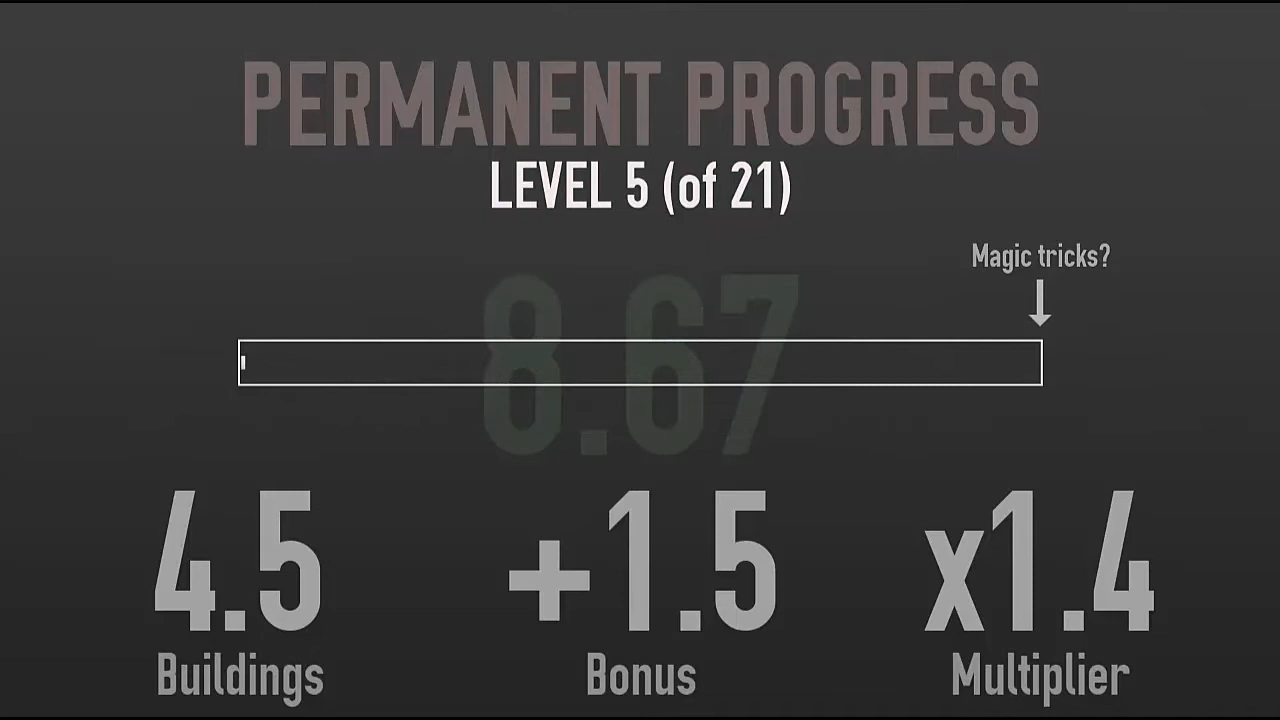 PERMANENT PROGRESS
LEVEL 5 (of 21)
Magic tricks?
8.67
4.5 +1.5 x1.4
Buildings Bonus Multiplier